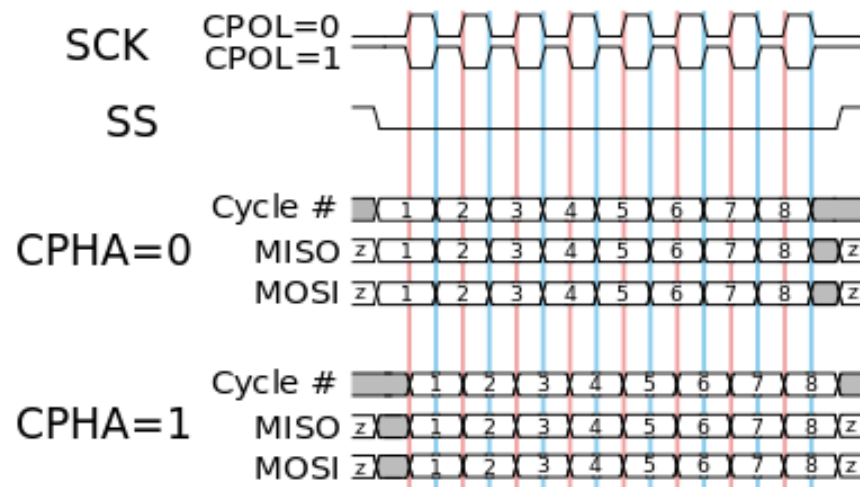 SCK CPOL=0
CPOL=1
SS
Cycle # 1 2 3 4 5 6 7 8
CPHA=0 MISO z 1 2 3 4 5 6 7 8 z
MOSI z 1 2 3 4 5 6 7 8 z
Cycle # 1 2 3 4 5 6 7 8
CPHA=1 MISO z 1 2 3 4 5 6 7 8 z
MOSI z 1 2 3 4 5 6 7 8 z